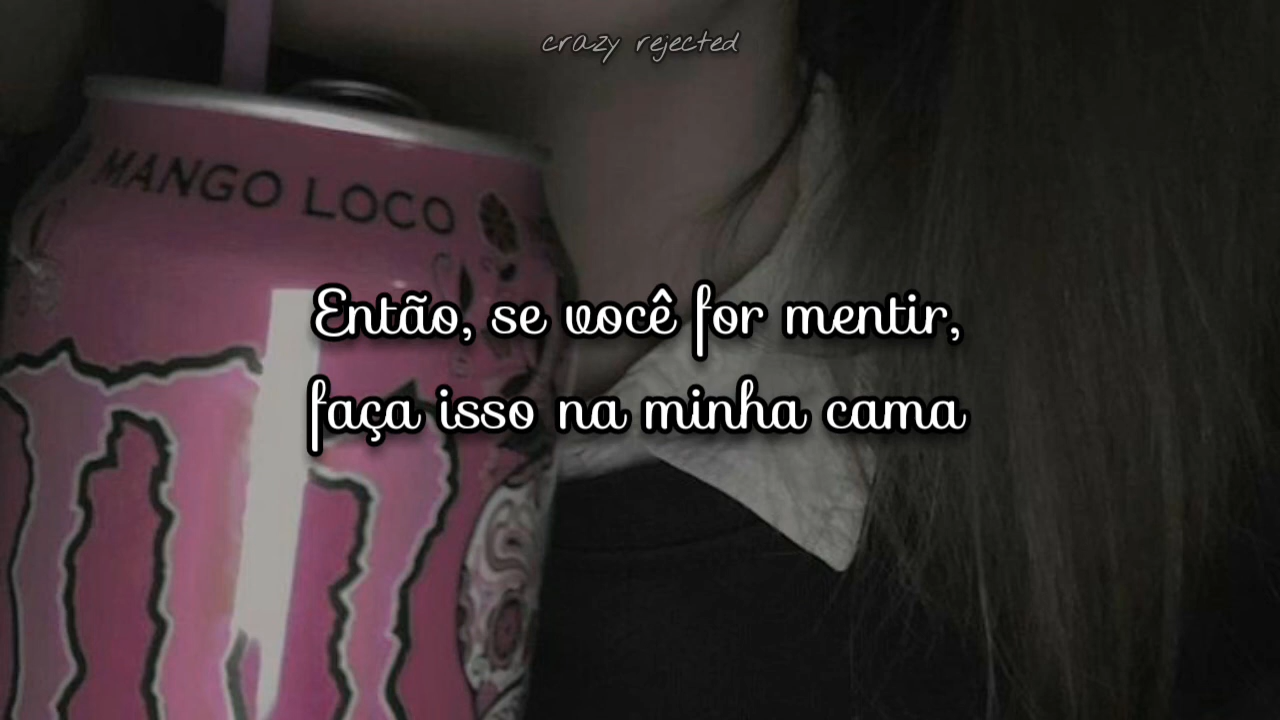 crazy rejected
MANGO LOCO
Então, se você for mentir,
faça isso na minha cama